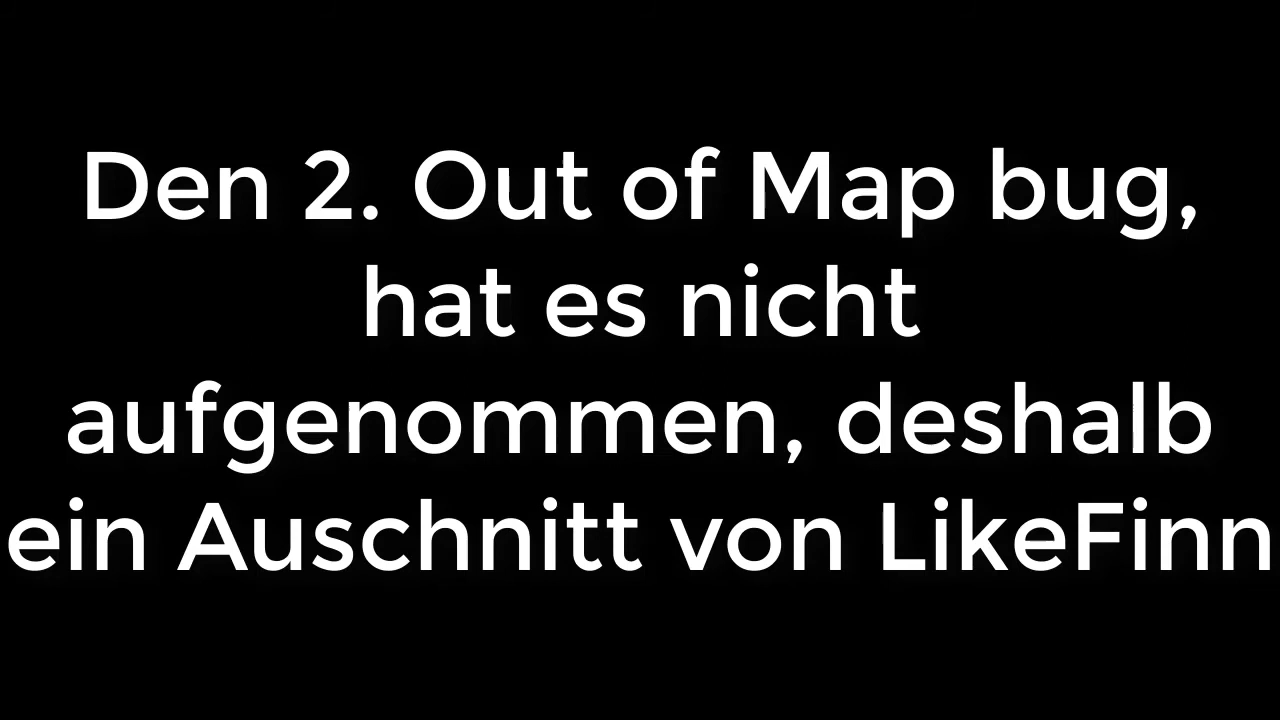 Den 2. Out of Map bug,
hat es nicht
aufgenommen, deshalb
ein Auschnitt von LikeFinn